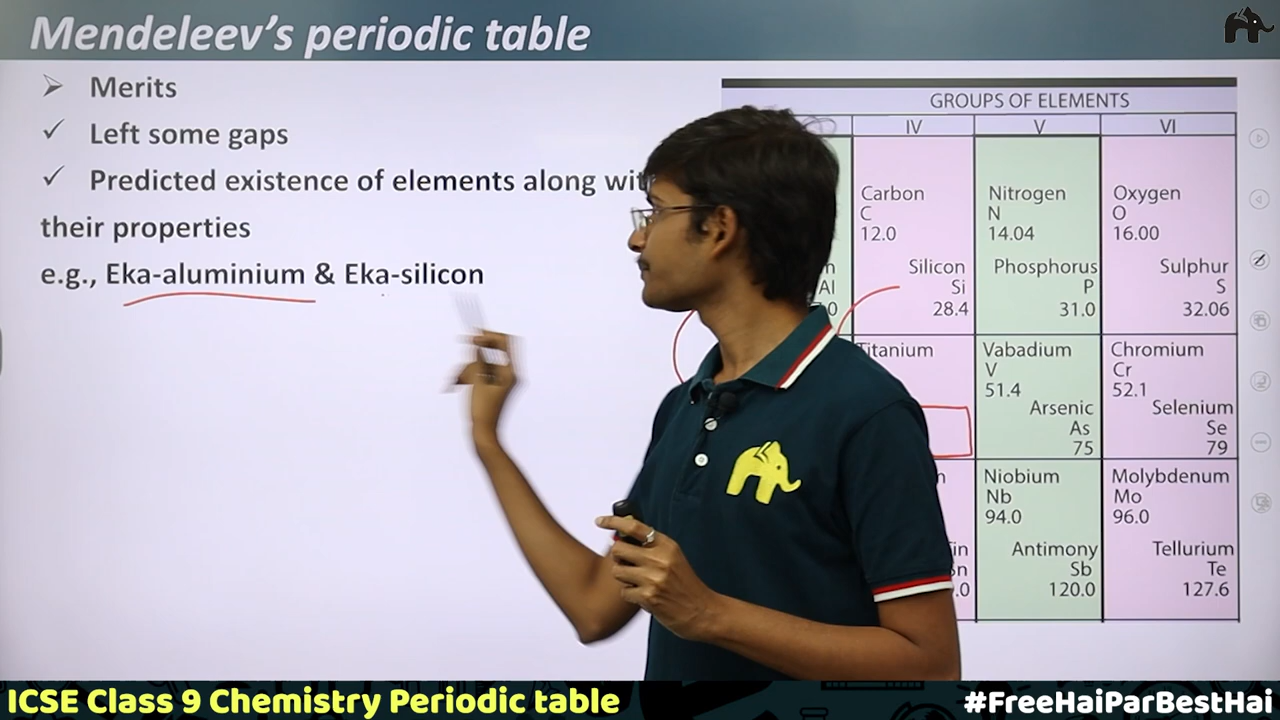 Mendeleev's periodic table
Merits
Left some gaps
Predicted existence of elements along
their properties
e.g., Eka-aluminium & Eka-silicon
GROUPS OF ELEMENTS
IV V VI
Carbon
C
12.0
Nitrogen
N
14.04
Oxygen
O
16.00
Al
Silicon
Si
28.4
Phosphorus
P
31.0
Sulphur
S
32.06
Titanium
Vabadium
V
51.4
Chromium
Cr
52.1
Arsenic
As
75
Selenium
Se
79
Niobium
Nb
94.0
Molybdenum
Mo
96.0
Antimony
Sb
120.0
Tellurium
Te
127.6
ICSE Class 9 Chemistry Periodic table
#FreeHaiParBestHai